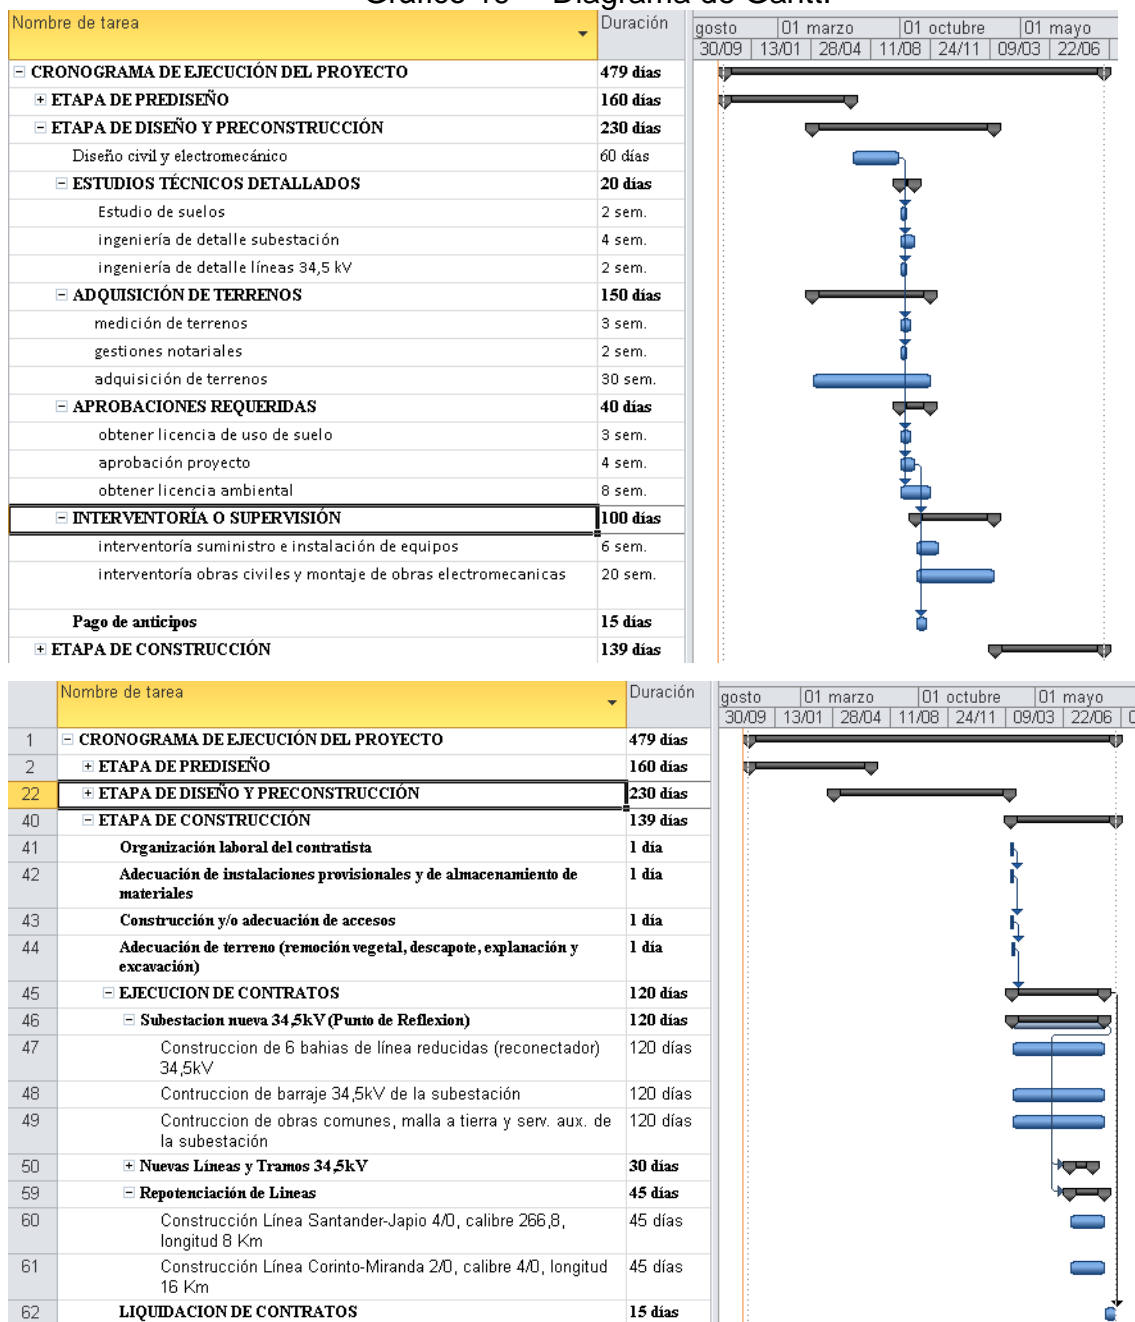 Gráfico 10 – Diagrama de Gantt.
Nombre de tarea Duración gosto 01 marzo 01 octubre 01 mayo
30/09 13/01 28/04 11/08 24/11 09/03 22/06
CRONOGRAMA DE EJECUCIÓN DEL PROYECTO 479 días
ETAPA DE PREDISEÑO 160 días
ETAPA DE DISEÑO Y PRECONSTRUCCIÓN 230 días
Diseño civil y electromecánico 60 días
ESTUDIOS TÉCNICOS DETALLADOS 20 días
Estudio de suelos 2 sem.
ingeniería de detalle subestación 4 sem.
ingeniería de detalle líneas 34,5 kV 2 sem.
ADQUISICIÓN DE TERRENOS 150 días
medición de terrenos 3 sem.
gestiones notariales 2 sem.
adquisición de terrenos 30 sem.
APROBACIONES REQUERIDAS 40 días
obtener licencia de uso de suelo 3 sem.
aprobación proyecto 4 sem.
obtener licencia ambiental 8 sem.
INTERVENTORÍA O SUPERVISIÓN 100 días
interventoría suministro e instalación de equipos 6 sem.
interventoría obras civiles y montaje de obras electromecanicas 20 sem.
Pago de anticipos 15 días
ETAPA DE CONSTRUCCIÓN 139 días
Nombre de tarea Duración gosto 01 marzo 01 octubre 01 mayo
30/09 13/01 28/04 11/08 24/11 09/03 22/06 0
1 CRONOGRAMA DE EJECUCIÓN DEL PROYECTO 479 días
2 ETAPA DE PREDISEÑO 160 días
22 ETAPA DE DISEÑO Y PRECONSTRUCCIÓN 230 días
40 ETAPA DE CONSTRUCCIÓN 139 días
41 Organización laboral del contratista 1 día
42 Adecuación de instalaciones provisionales y de almacenamiento de 1 día
materiales
43 Construcción y/o adecuación de accesos 1 día
44 Adecuación de terreno (remoción vegetal, descapote, explanación y 1 día
excavación)
45 EJECUCION DE CONTRATOS 120 días
46 Subestacion nueva 34,5kV (Punto de Reflexion) 120 días
47 Construccion de 6 bahias de línea reducidas (reconectador) 120 días
34,5kV
48 Contruccion de barraje 34,5kV de la subestación 120 días
49 Contruccion de obras comunes, malla a tierra y serv. aux. de 120 días
la subestación
50 Nuevas Líneas y Tramos 34,5kV 30 días
59 Repotenciación de Lineas 45 días
60 Construcción Línea Santander-Japio 4/0, calibre 266,8, 45 días
longitud 8 Km
61 Construcción Línea Corinto-Miranda 2/0, calibre 4/0, longitud 45 días
16 Km
62 LIQUIDACION DE CONTRATOS 15 días